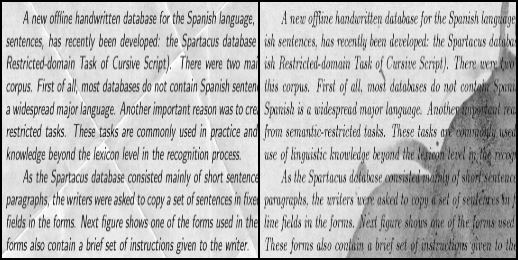 A new offline handwritten database for the Spanish language,
sentences, has recently been developed: the Spartacus database
Restricted-domain Task of Cursive Script). There were two mai
corpus. First of all, most databases do not contain Spanish senten
a widespread major language. Another important reason was to cre
restricted tasks. These tasks are commonly used in practice and
knowledge beyond the lexicon level in the recognition process.
As the Spartacus database consisted mainly of short sentence
paragraphs, the writers were asked to copy a set of sentences in fixe
fields in the forms. Next figure shows one of the forms used in the
forms also contain a brief set of instructions given to the writer.
A new offline handwritten database for the Spanish language
ish sentences, has recently been developed: the Spartacus databas
ish Restricted-domain Task of Cursive Script). There were two
this corpus. First of all, most databases do not contain Spani
Spanish is a widespread major language. Another important rea
from semantic-restricted tasks. These tasks are commonly used
use of linguistic knowledge beyond the lexicon level in the recog
As the Spartacus database consisted mainly of short sentence
paragraphs, the writers were asked to copy a set of sentences in f
line fields in the forms. Next figure shows one of the forms used
These forms also contain a brief set of instructions given to the